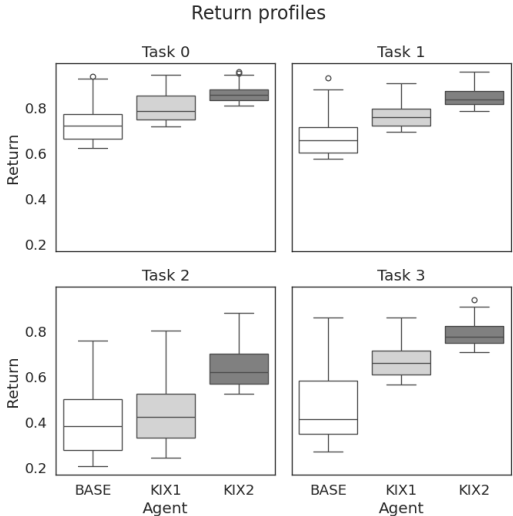 Return profiles
Task 0
Task 1
Return
0.8
0.6
0.4
0.2
Task 2
Task 3
Return
0.8
0.6
0.4
0.2
BASE KIX1 KIX2
BASE KIX1 KIX2
Agent
Agent